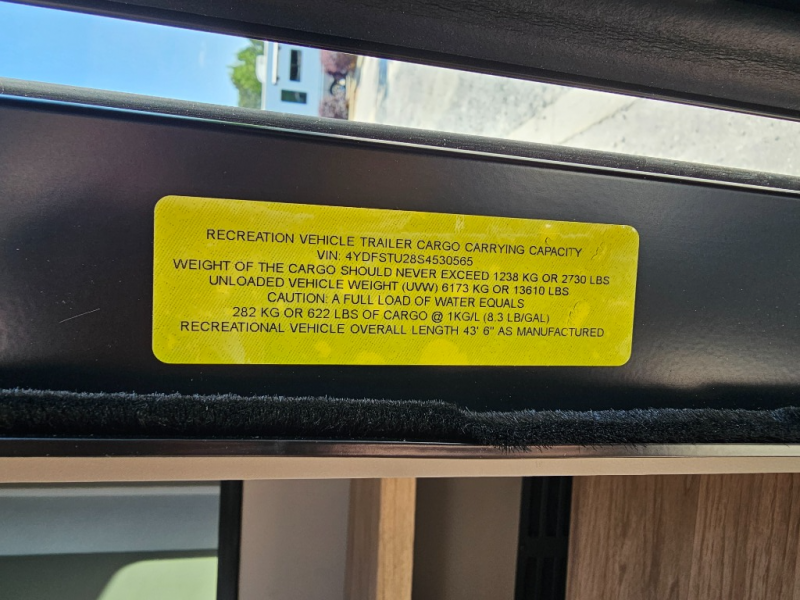 RECREATION VEHICLE TRAILER CARGO CARRYING CAPACITY
VIN: 4YDFSTU28S4530565
WEIGHT OF THE CARGO SHOULD NEVER EXCEED 1238 KG OR 2730 LBS
UNLOADED VEHICLE WEIGHT (UVW) 6173 KG OR 13610 LBS
CAUTION: A FULL LOAD OF WATER EQUALS
282 KG OR 622 LBS OF CARGO @ 1KG/L (8.3 LB/GAL)
RECREATIONAL VEHICLE OVERALL LENGTH 43' 6" AS MANUFACTURED